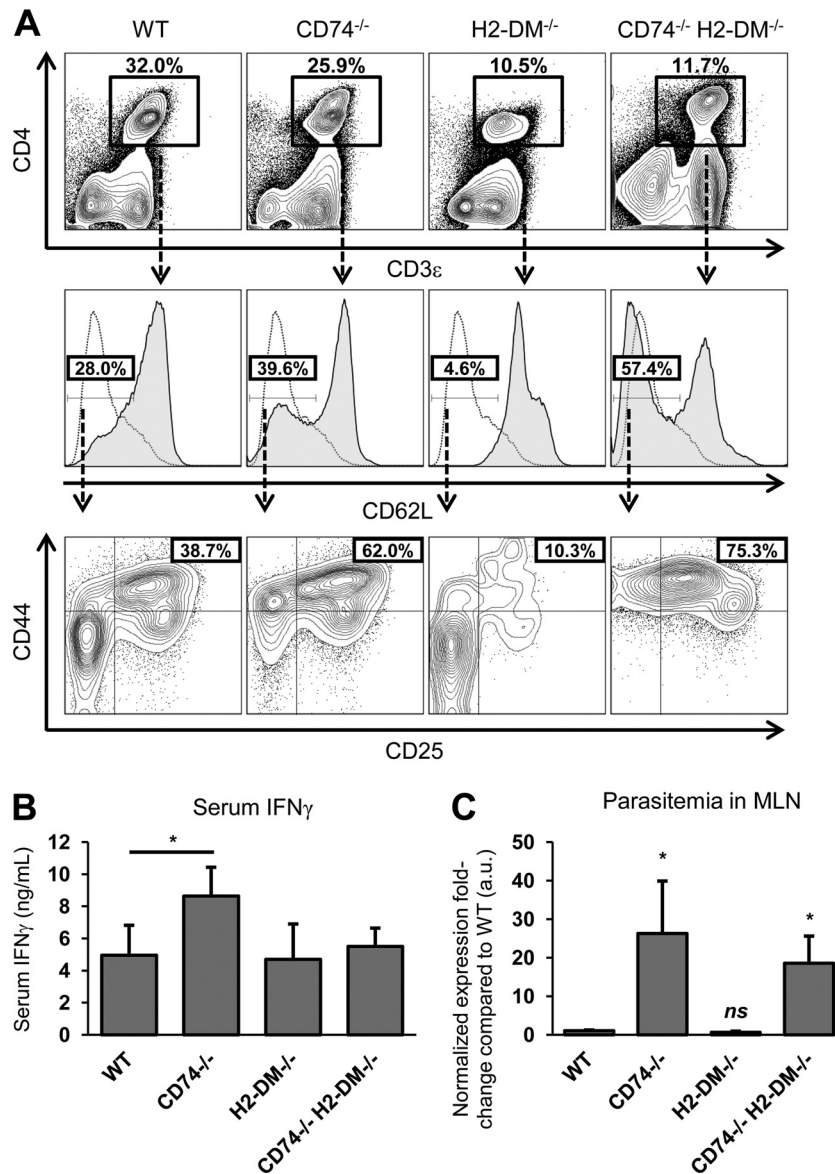 A
WT CD74-/- H2-DM-/- CD74-/- H2-DM-/-
32.0% 25.9% 10.5% 11.7%
CD4
CD3ε
28.0% 39.6% 4.6% 57.4%
CD62L
38.7% 62.0% 10.3% 75.3%
CD44
CD25
B
Serum IFNγ
Serum IFNγ (ng/mL)
12
10
8
6
4
2
0
*
WT
CD74-/-
H2-DM-/-
CD74-/- H2-DM-/-
C
Parasitemia in MLN
Normalized expression fold-
change compared to WT (a.u.)
50
40
30
20
10
0
*
ns
*
WT
CD74-/-
H2-DM-/-
CD74-/- H2-DM-/-